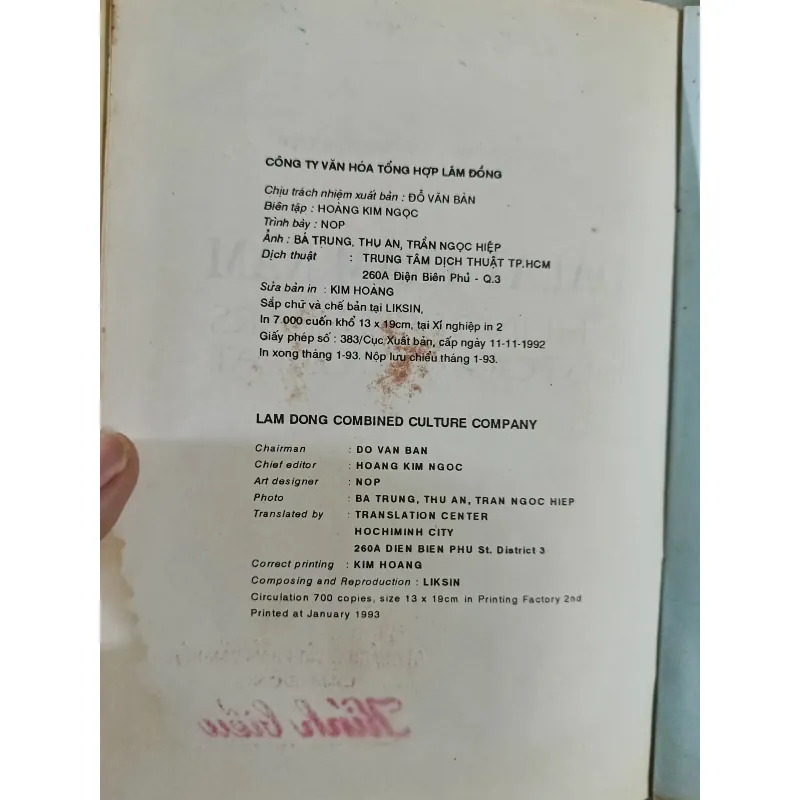 CÔNG TY VĂN HÓA TỔNG HỢP LÂM ĐỒNG
Chịu trách nhiệm xuất bản : ĐỖ VĂN BẢN
Biên tập : HOÀNG KIM NGỌC
Trình bày : NOP
Ảnh : BÁ TRUNG, THU AN, TRẦN NGỌC HIỆP
Dịch thuật : TRUNG TÂM DỊCH THUẬT TP.HCM
260A Điện Biên Phủ - Q.3
Sửa bản in : KIM HOÀNG
Sắp chữ và chế bản tại LIKSIN,
In 7.000 cuốn khổ 13 x 19cm, tại Xí nghiệp in 2
Giấy phép số : 383/Cục Xuất bản, cấp ngày 11-11-1992
In xong tháng 1-93. Nộp lưu chiểu tháng 1-93.
LAM DONG COMBINED CULTURE COMPANY
Chairman : DO VAN BAN
Chief editor : HOANG KIM NGOC
Art designer : NOP
Photo : BA TRUNG, THU AN, TRAN NGOC HIEP
Translated by : TRANSLATION CENTER
HOCHIMINH CITY
260A DIEN BIEN PHU St. District 3
Correct printing : KIM HOANG
Composing and Reproduction : LIKSIN
Circulation 700 copies, size 13 x 19cm in Printing Factory 2nd
Printed at January 1993
Kính biếu